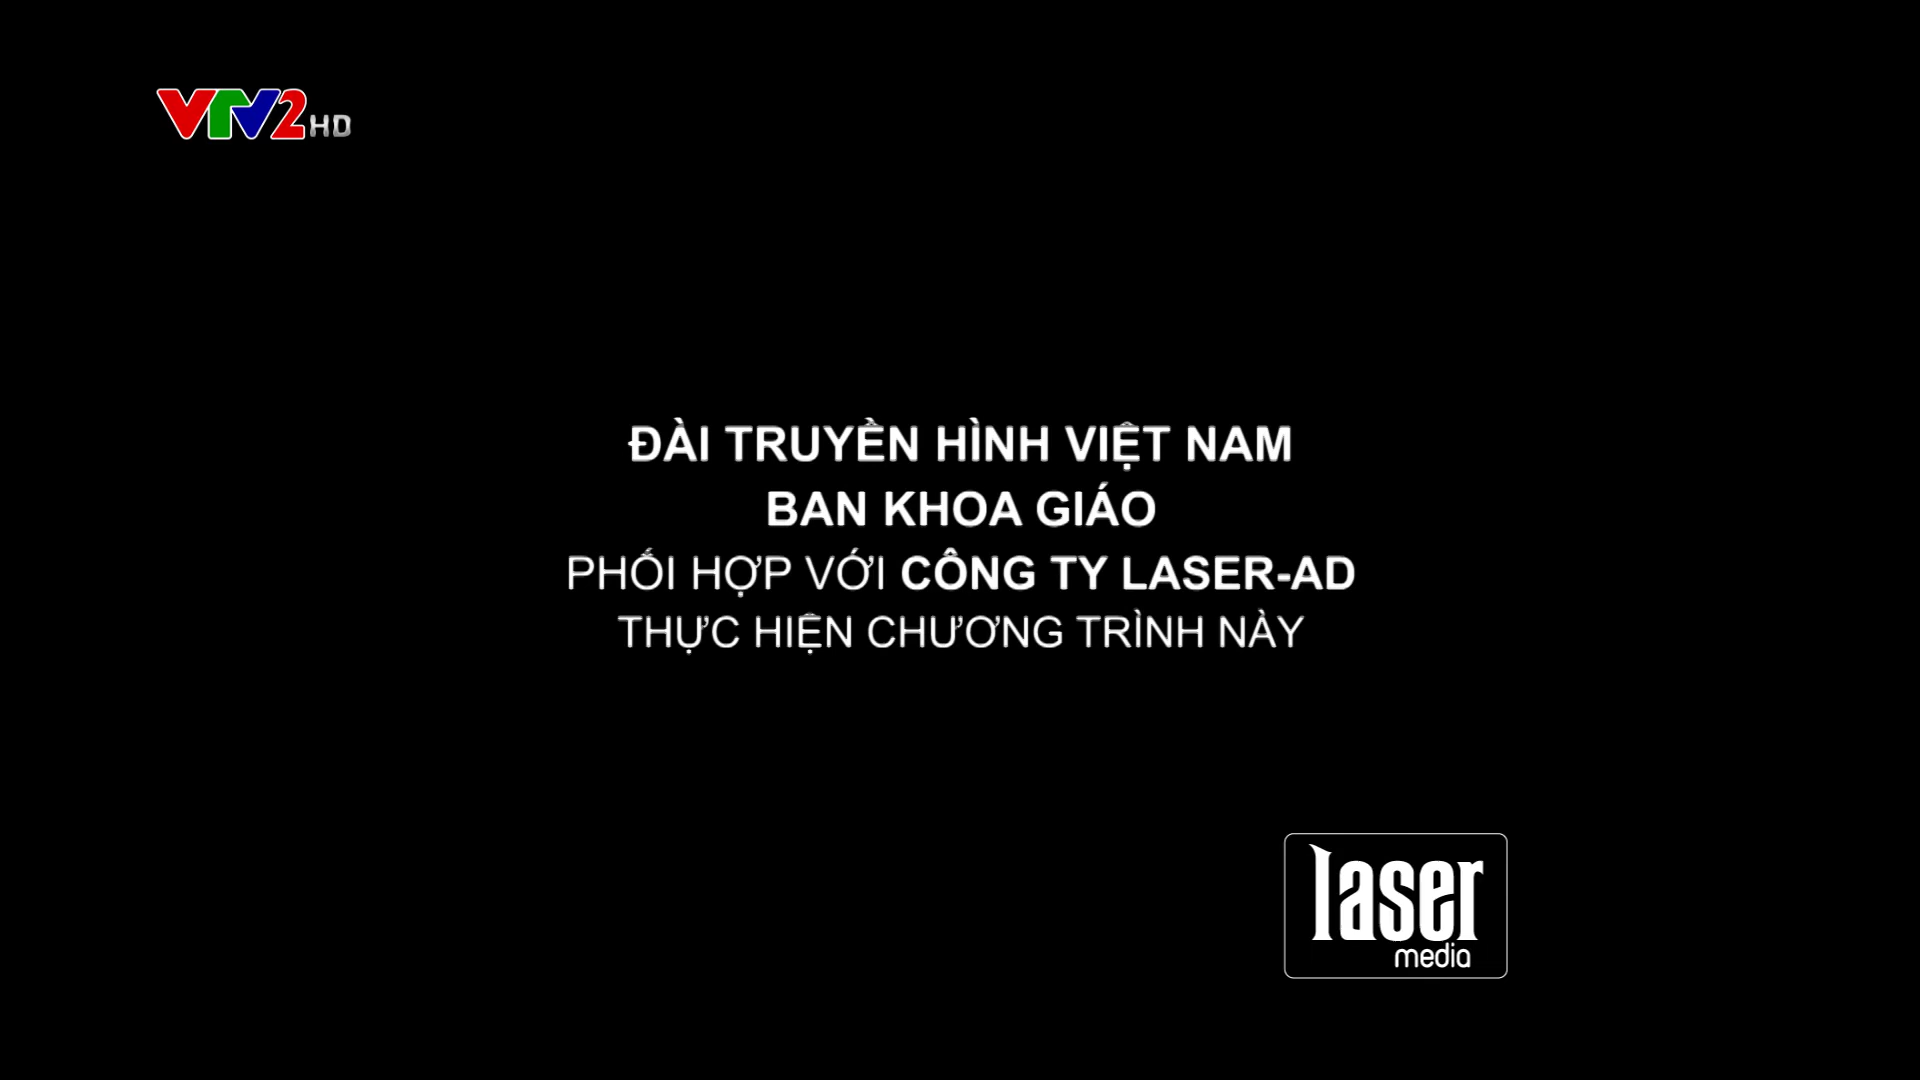 VTV2 HD
ĐÀI TRUYỀN HÌNH VIỆT NAM
BAN KHOA GIÁO
PHỐI HỢP VỚI CÔNG TY LASER-AD
THỰC HIỆN CHƯƠNG TRÌNH NÀY
laser
media